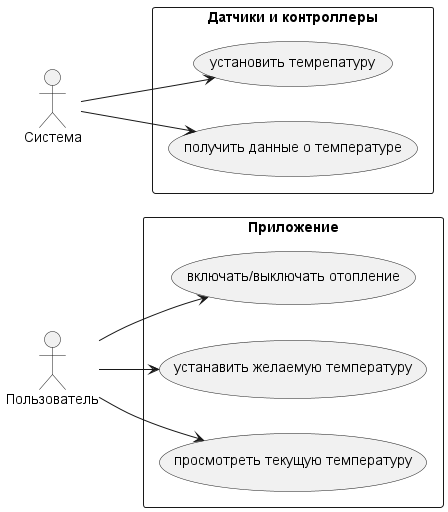 Датчики и контроллеры
установить темрепатуру
Система
получить данные о температуре
Приложение
включать/выключать отопление
Пользователь
устанавить желаемую температуру
просмотреть текущую температуру